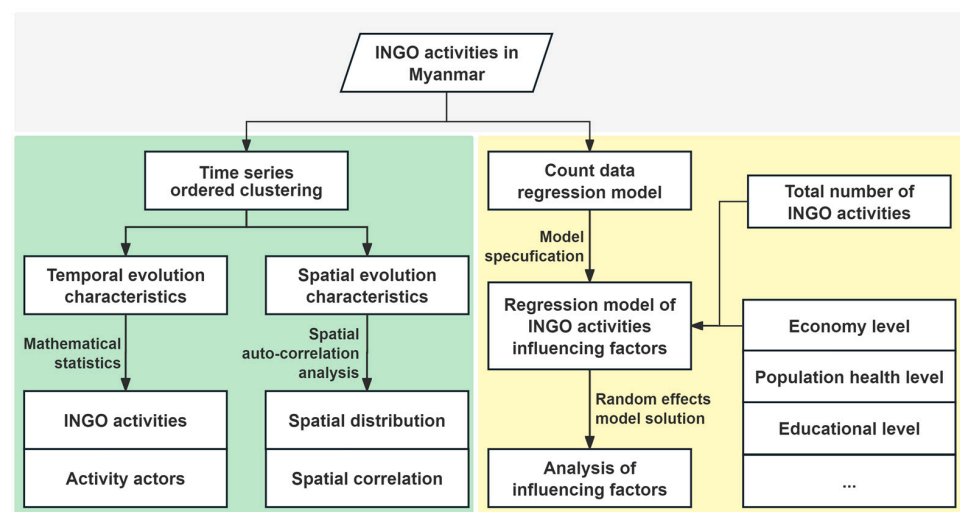 INGO activities in
Myanmar
Time series
ordered clustering
Temporal evolution
characteristics
Spatial evolution
characteristics
Mathematical
statistics
Spatial
auto-correlation
analysis
INGO activities
Activity actors
Spatial distribution
Spatial correlation
Count data
regression model
Total number of
INGO activities
Model
specufication
Regression model of
INGO activities
influencing factors
Random effects
model solution
Analysis of
influencing factors
Economy level
Population health level
Educational level
...